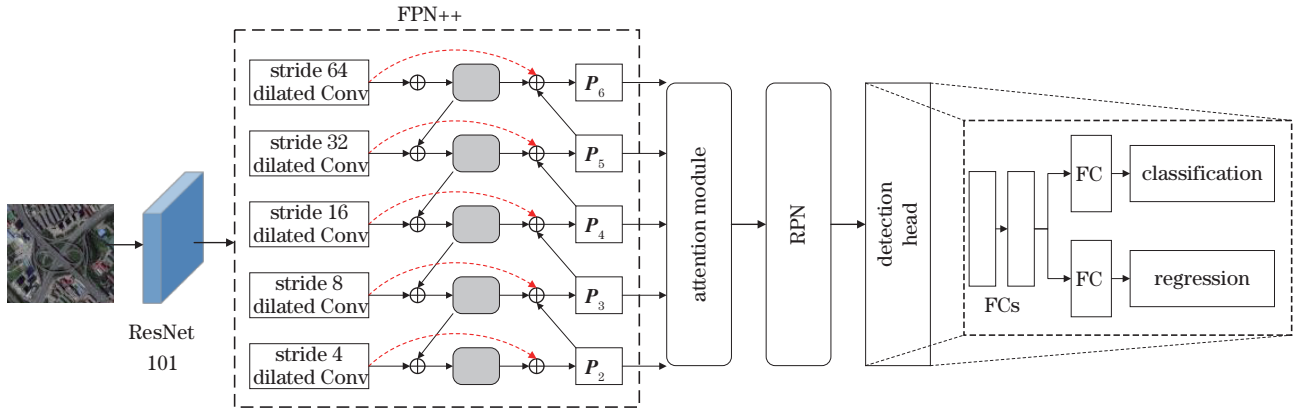 FPN++
stride 64
dilated Conv
P6
stride 32
dilated Conv
P5
stride 16
dilated Conv
P4
stride 8
dilated Conv
P3
stride 4
dilated Conv
P2
ResNet
101
attention module
RPN
detection
head
FCs
FC
classification
FC
regression